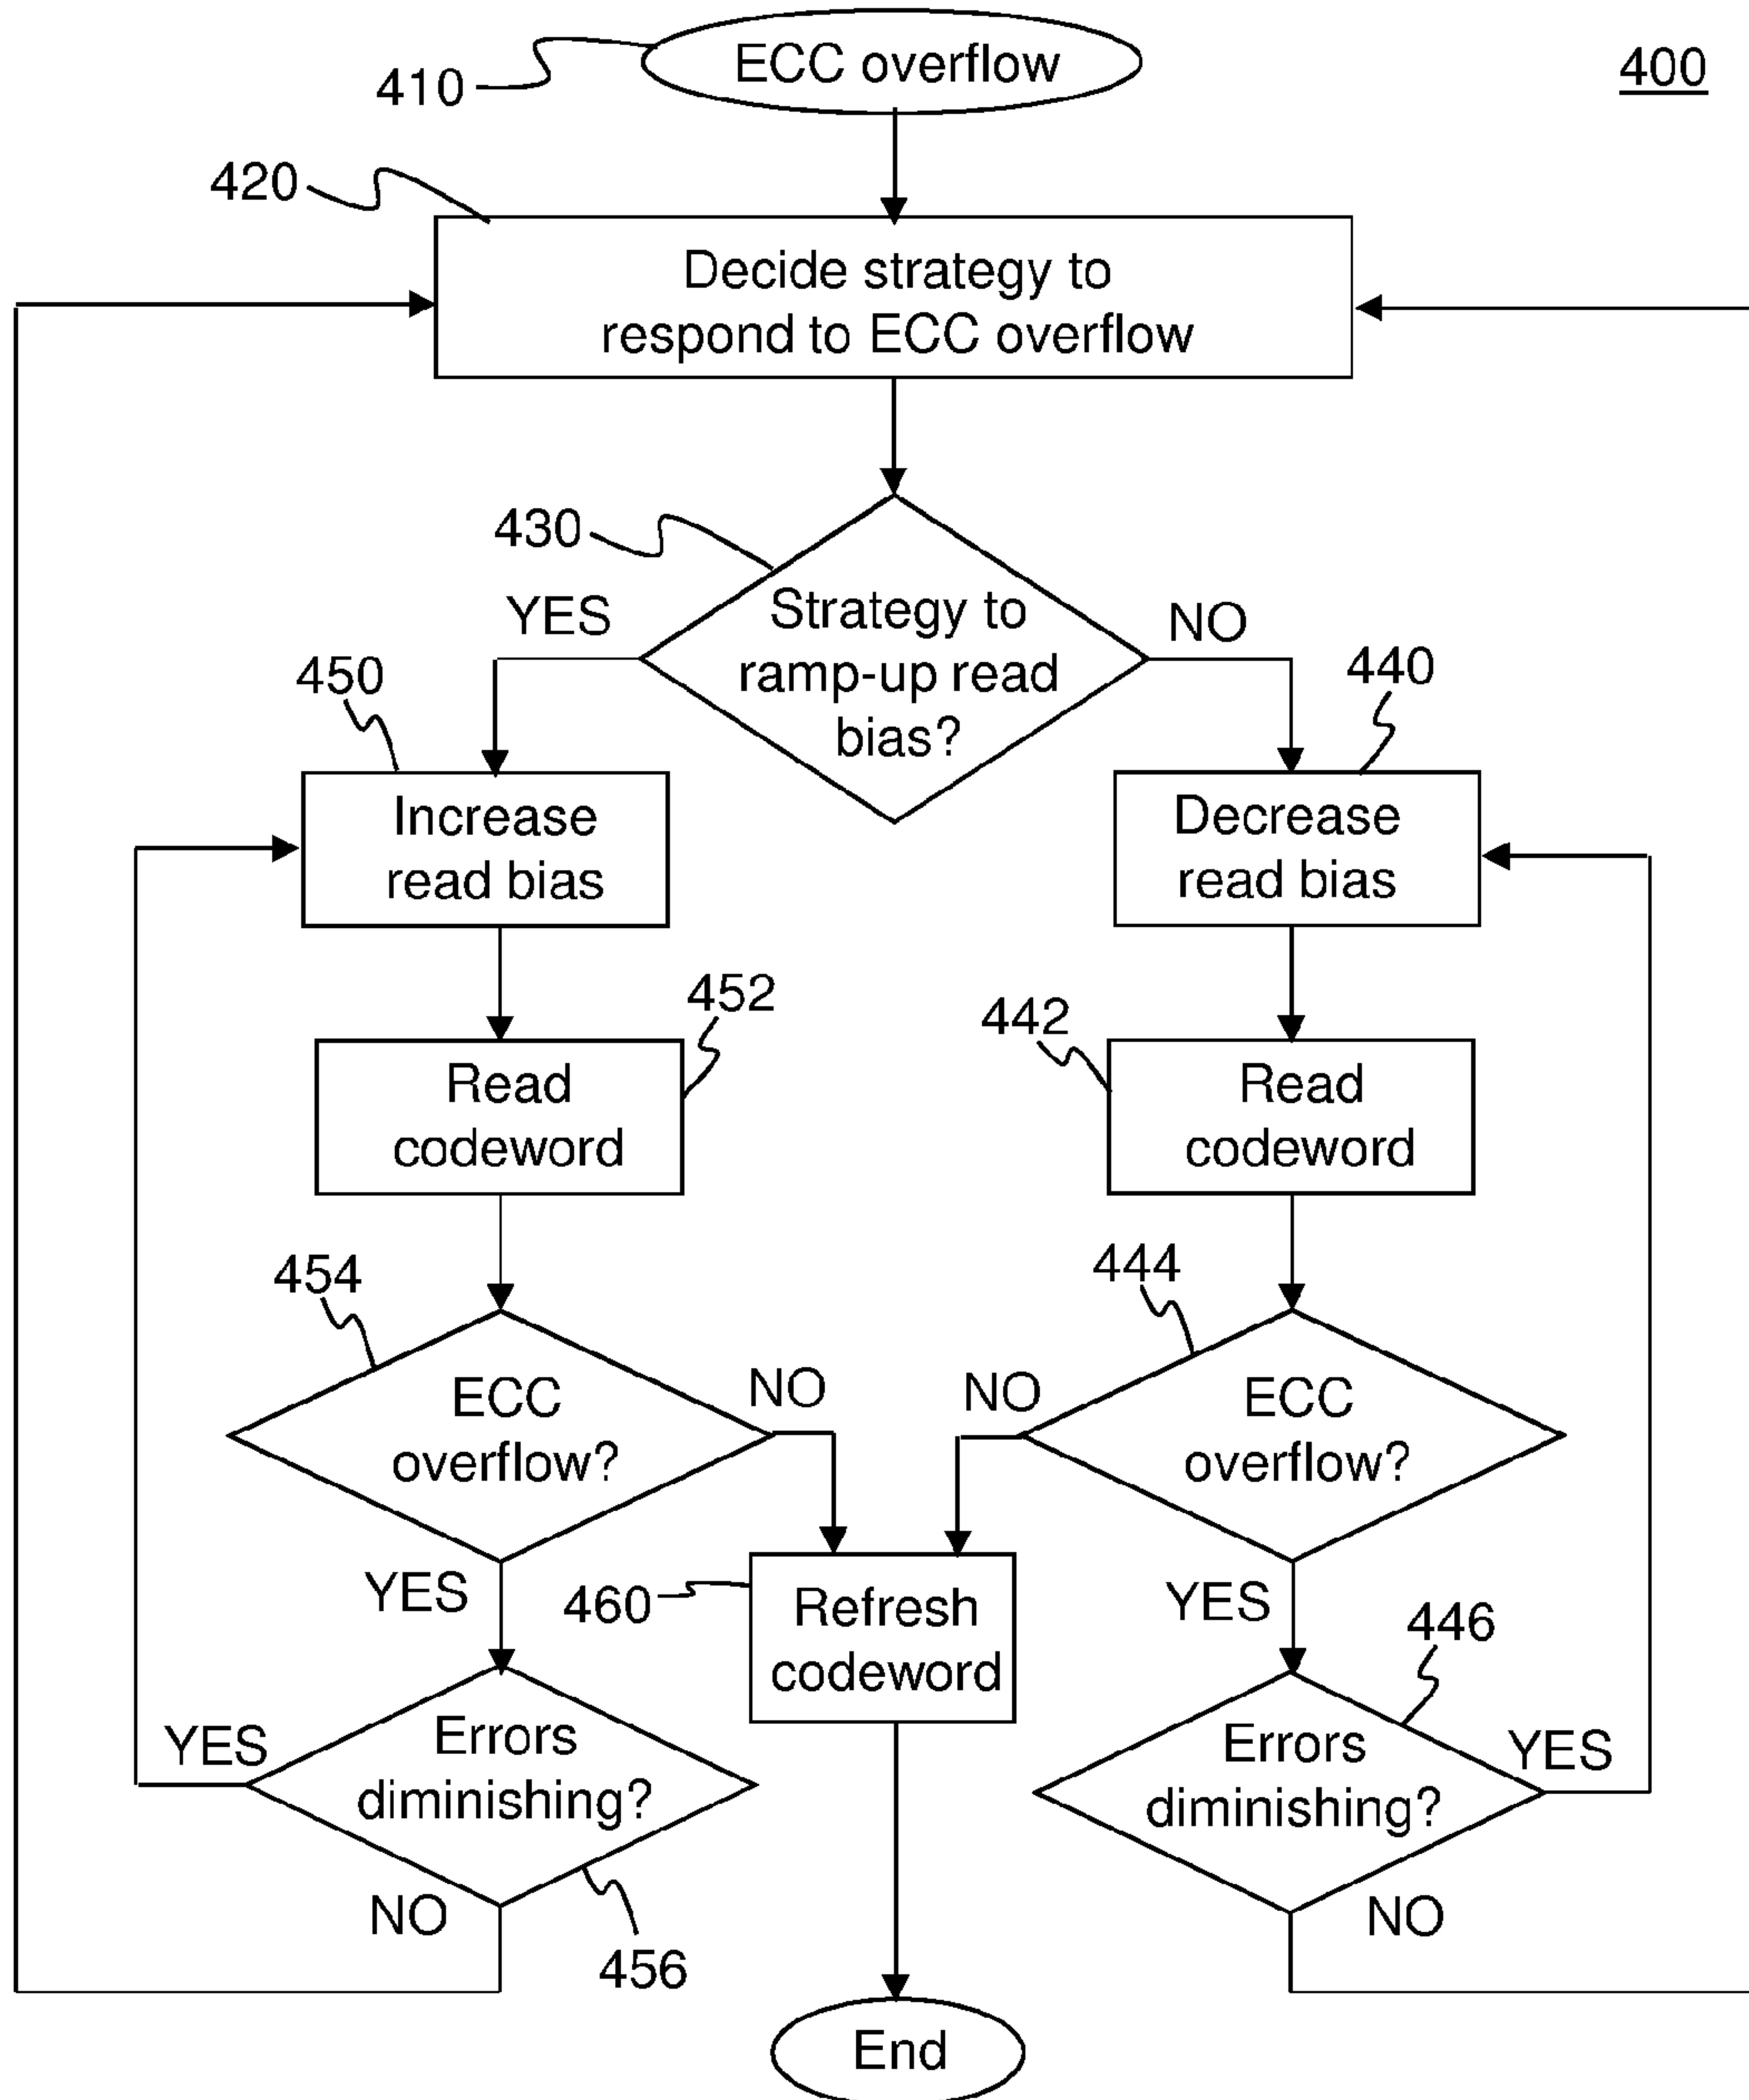 ECC overflow
400
410
420
Decide strategy to
respond to ECC overflow
430
YES
Strategy to
ramp-up read
bias?
NO
450
440
Increase
read bias
Decrease
read bias
452
442
Read
codeword
Read
codeword
454
444
ECC
overflow?
NO
NO
ECC
overflow?
YES
460
Refresh
codeword
YES
446
YES
Errors
diminishing?
Errors
diminishing?
YES
NO
456
NO
End